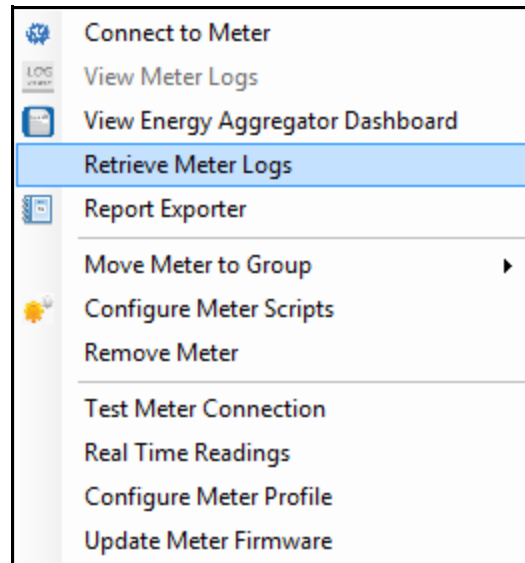 Connect to Meter
LOG
View Meter Logs
View Energy Aggregator Dashboard
Retrieve Meter Logs
Report Exporter
Move Meter to Group
Configure Meter Scripts
Remove Meter
Test Meter Connection
Real Time Readings
Configure Meter Profile
Update Meter Firmware